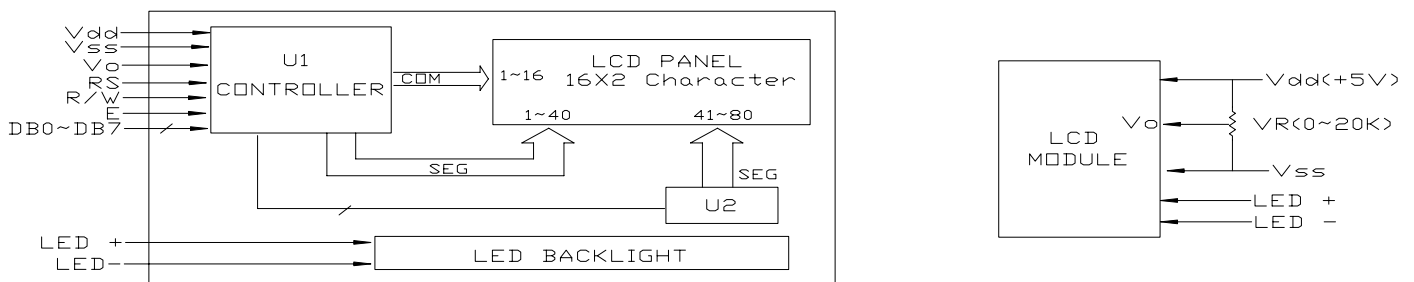 Vdd
Vss
Vo
RS
R/W
E
DB0~DB7
U1
CONTROLLER
COM
LCD PANEL
1~16 16X2 Character
1~40 41~80
SEG
SEG
U2
LED +
LED-
LED BACKLIGHT
LCD
MODULE
Vdd(+5V)
Vo
VR(0~20K)
Vss
LED +
LED -